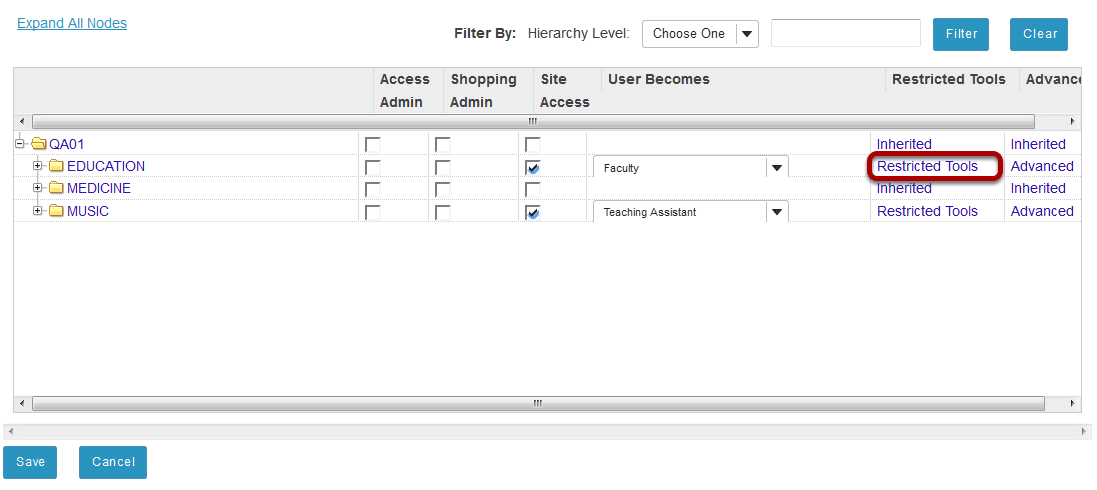 Expand All Nodes
Filter By: Hierarchy Level: Choose One Filter Clear
Access Admin Shopping Admin Site Access User Becomes Restricted Tools Advance
QA01 Inherited Inherited
EDUCATION Faculty Restricted Tools Advanced
MEDICINE Inherited Inherited
MUSIC Teaching Assistant Restricted Tools Advanced
Save Cancel